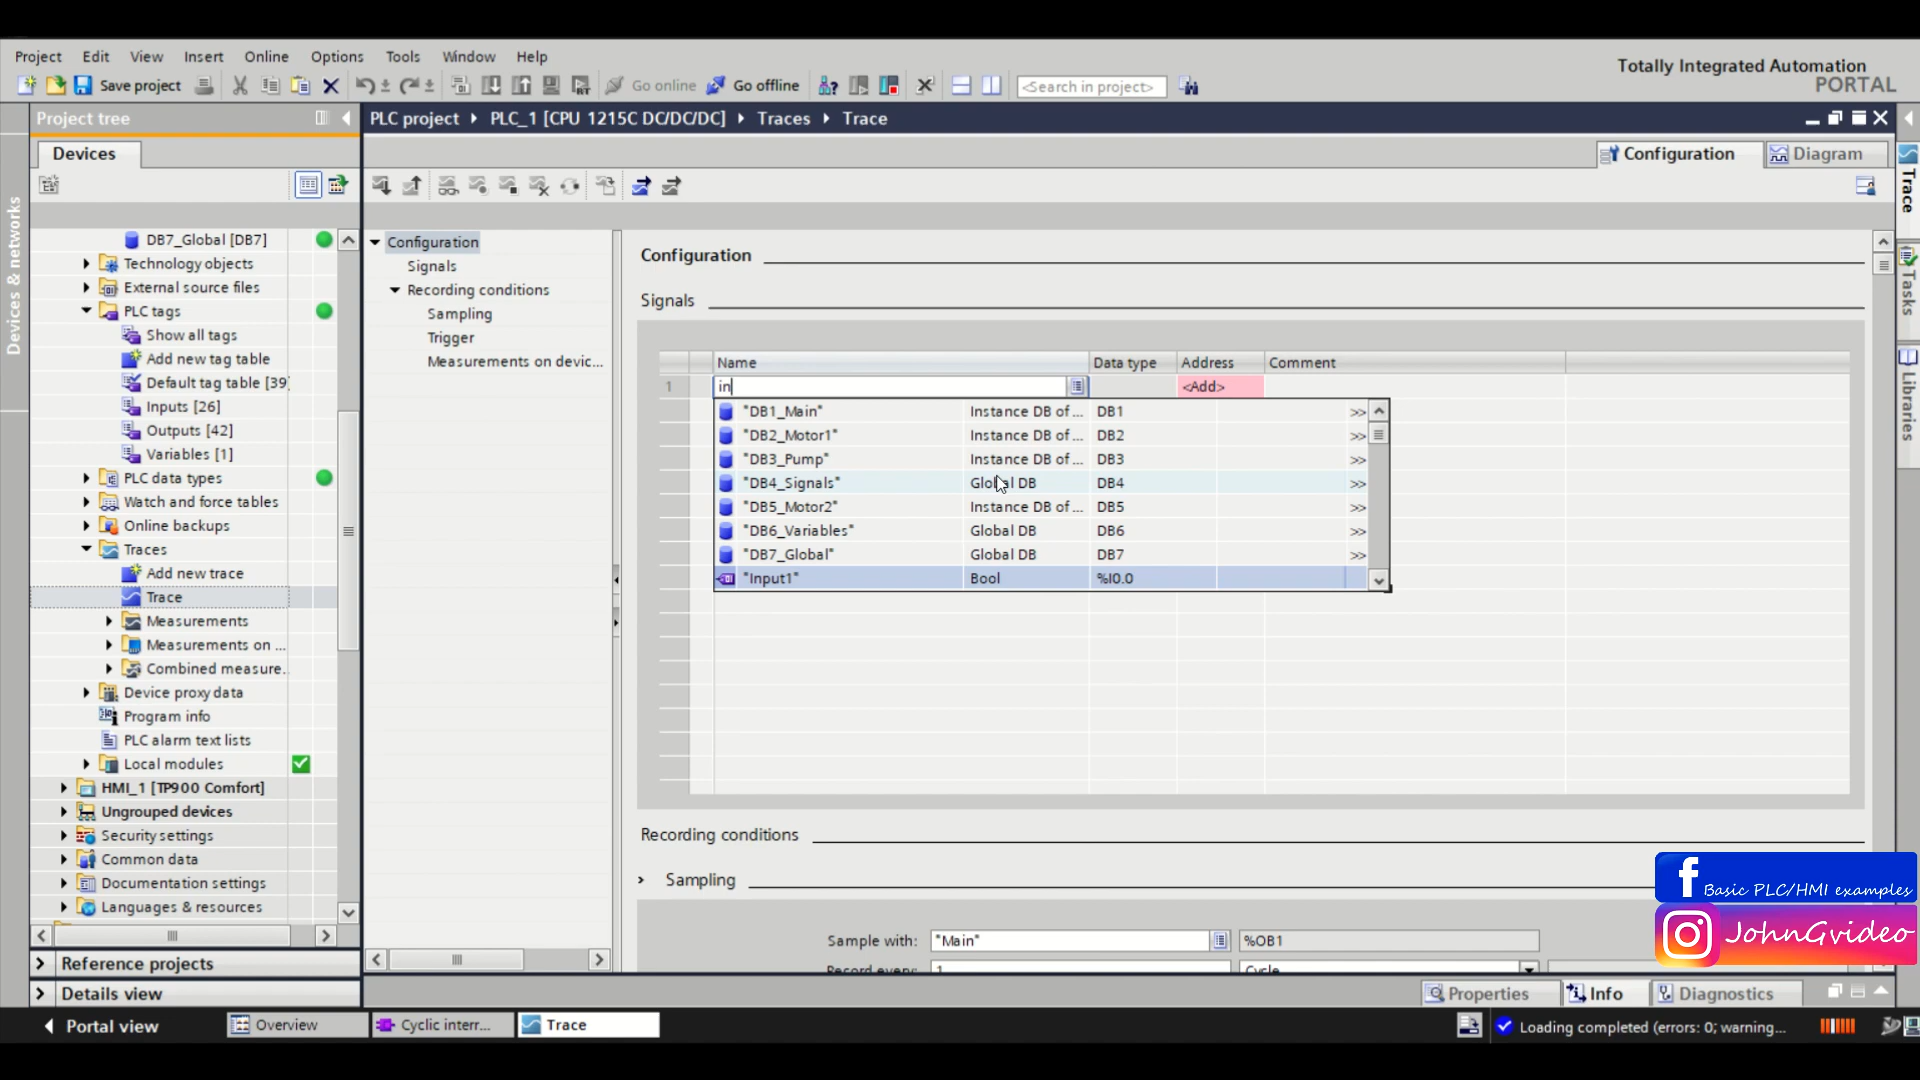 Project Edit View Insert Online Options Tools Window Help
Totally Integrated Automation
PORTAL
Save project
Go online
Go offline
<Search in project>
Project tree
PLC project
PLC_1 [CPU 1215C DC/DC/DC]
Traces
Trace
Devices
Configuration
Diagram
Devices & networks
DB7_Global [DB7]
Technology objects
External source files
PLC tags
Show all tags
Add new tag table
Default tag table [39]
Inputs [26]
Outputs [42]
Variables [1]
PLC data types
Watch and force tables
Online backups
Traces
Add new trace
Trace
Measurements
Measurements on ...
Combined measure..
Device proxy data
Program info
PLC alarm text lists
Local modules
HMI_1 [TP900 Comfort]
Ungrouped devices
Security settings
Common data
Documentation settings
Languages & resources
Reference projects
Details view
Configuration
Signals
Recording conditions
Sampling
Trigger
Measurements on devic...
Configuration
Signals
Name Data type Address Comment
1 in <Add>
"DB1_Main" Instance DB of ... DB1 >>
"DB2_Motor1" Instance DB of ... DB2 >>
"DB3_Pump" Instance DB of ... DB3 >>
"DB4_Signals" Global DB DB4 >>
"DB5_Motor2" Instance DB of ... DB5 >>
"DB6_Variables" Global DB DB6 >>
"DB7_Global" Global DB DB7 >>
"Input1" Bool %I0.0
Recording conditions
Sampling
Sample with: "Main" %OB1
Record every: 1 Cycle
Trace
Tasks
Libraries
f Basic PLC/HMI examples
JohnGvideo
Properties
Info
Diagnostics
Portal view
Overview
Cyclic interr...
Trace
Loading completed (errors: 0; warning...